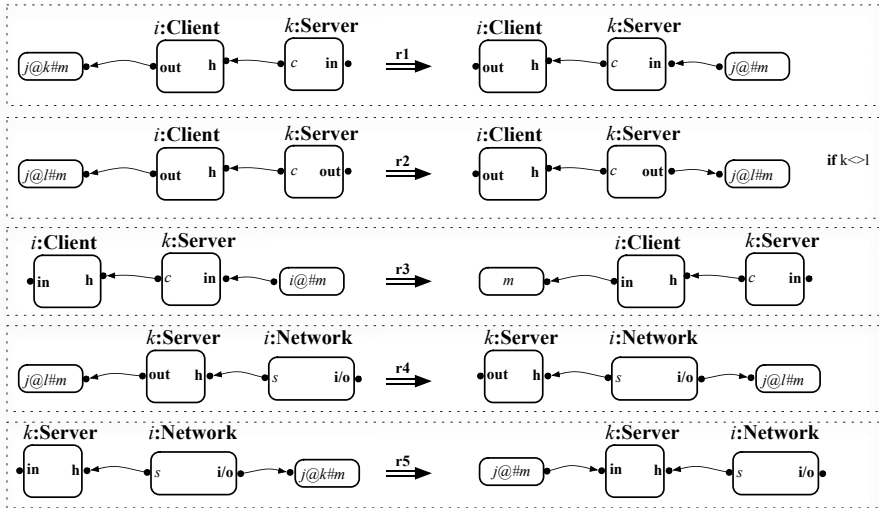 i:Client k:Server i:Client k:Server
j@k#m out h c in r1 out h c in j@#m
i:Client k:Server i:Client k:Server
j@l#m out h c out r2 out h c out j@l#m if k<>l
i:Client k:Server i:Client k:Server
in h c in i@#m r3 m in h c in
k:Server i:Network k:Server i:Network
j@l#m out h s i/o r4 out h s i/o j@l#m
k:Server i:Network k:Server i:Network
in h s i/o j@k#m r5 j@#m in h s i/o